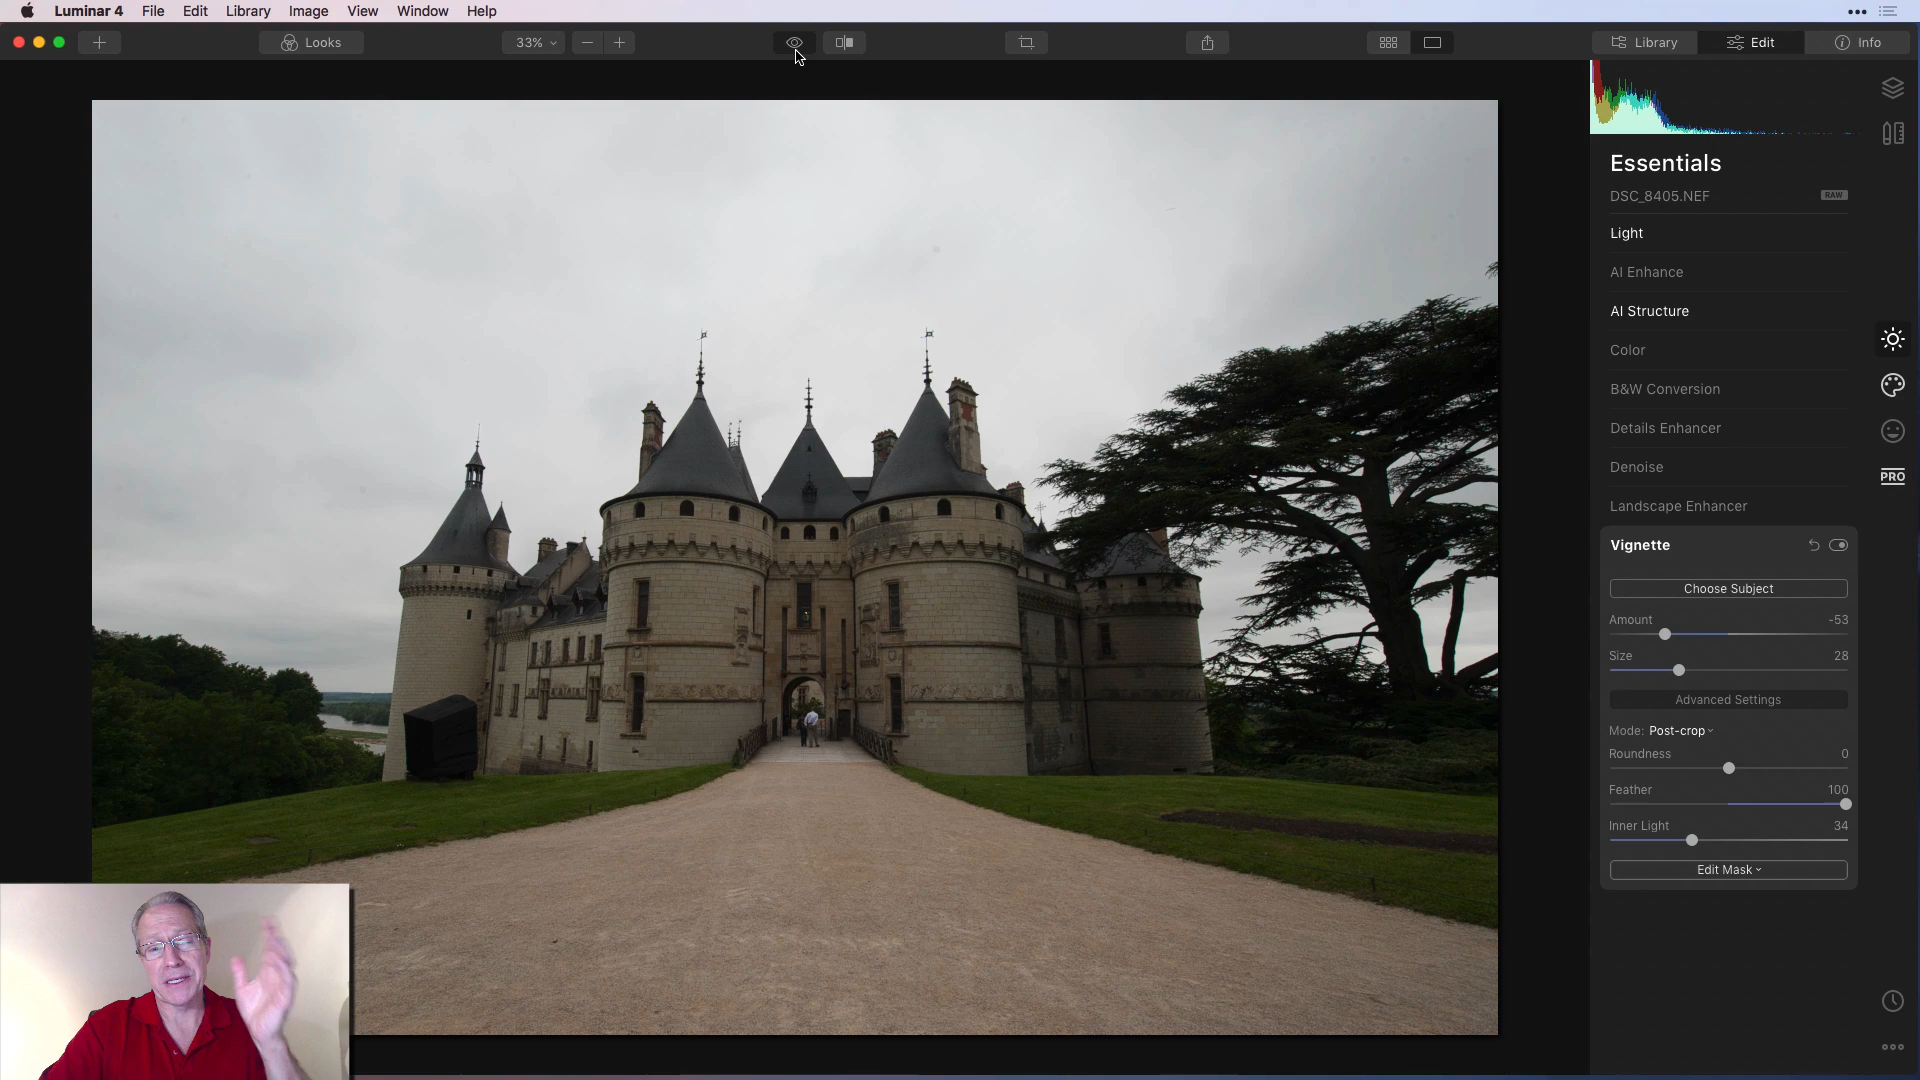 Luminar 4 File Edit Library Image View Window Help
Looks 33% Library Edit Info
Essentials
DSC_8405.NEF RAW
Light
AI Enhance
AI Structure
Color
B&W Conversion
Details Enhancer
Denoise
PRO
Landscape Enhancer
Vignette
Choose Subject
Amount -53
Size 28
Advanced Settings
Mode: Post-crop
Roundness 0
Feather 100
Inner Light 34
Edit Mask